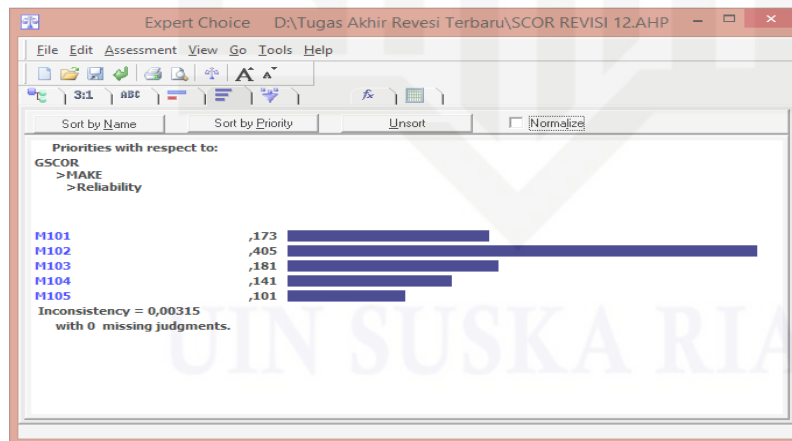 Expert Choice D:\Tugas Akhir Revesi Terbaru\SCOR REVISI 12.AHP
File Edit Assessment View Go Tools Help
A A
3:1 ABC fx
Sort by Name Sort by Priority Unsort Normalize
Priorities with respect to:
GSCOR
>MAKE
>Reliability
M101 ,173
M102 ,405
M103 ,181
M104 ,141
M105 ,101
Inconsistency = 0,00315
with 0 missing judgments.
UIN SUSKA RIA